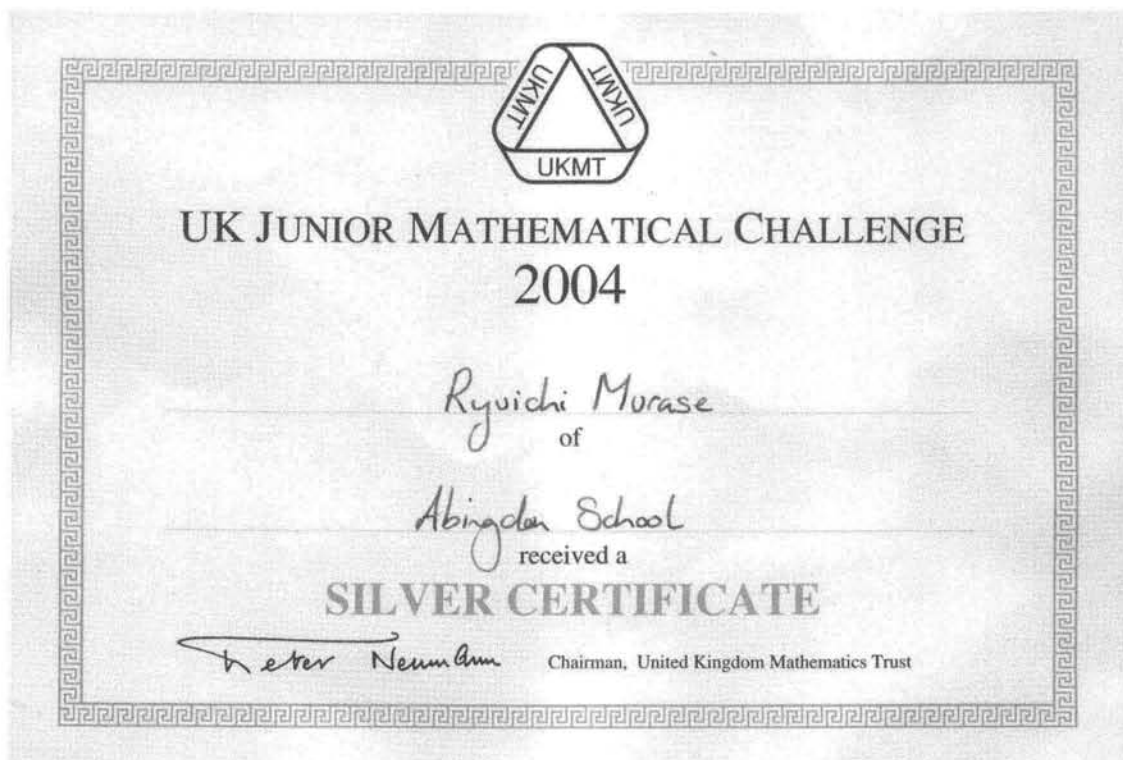 UKMT
UKMT
UKMT
UK JUNIOR MATHEMATICAL CHALLENGE
2004
Ryuichi Murase
of
Abingdon School
received a
SILVER CERTIFICATE
Peter Neumann Chairman, United Kingdom Mathematics Trust